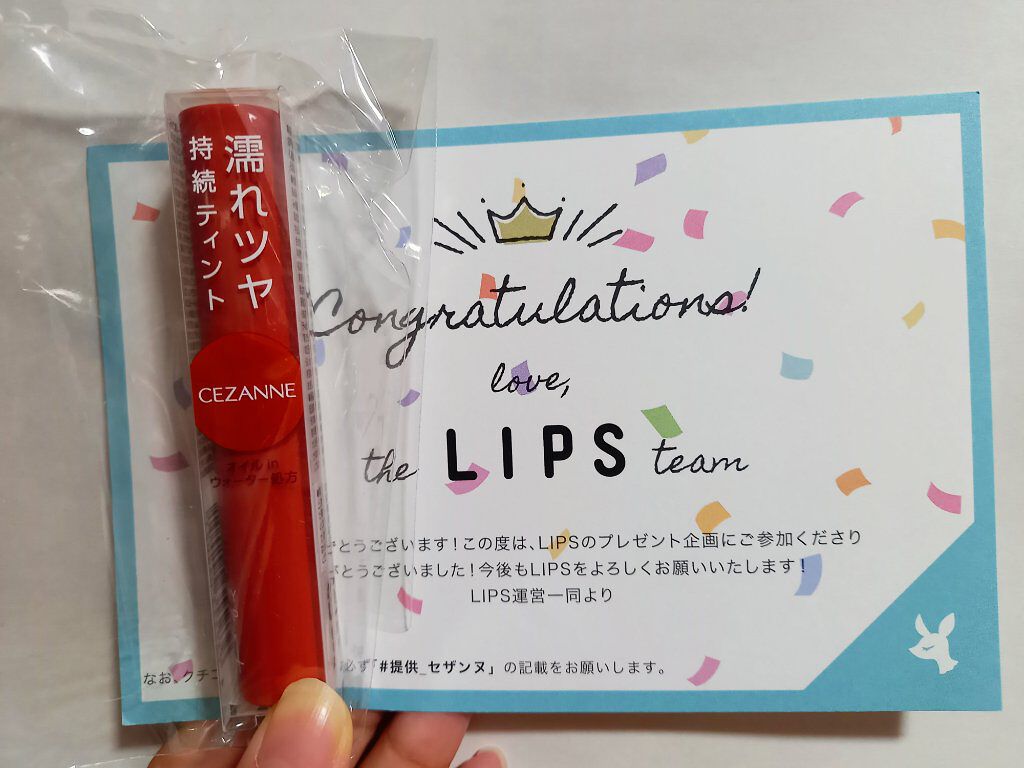 濡れツヤ
持続ティント
CEZANNE
オイル in
ウォーター処方
Congratulations!
love,
the LIPS team
とうございます！この度は、LIPSのプレゼント企画にご参加くださり
がとうございました！今後もLIPSをよろしくお願いいたします！
LIPS運営一同より
なお、クチコ
必ず「#提供_セザンヌ」の記載をお願いします。